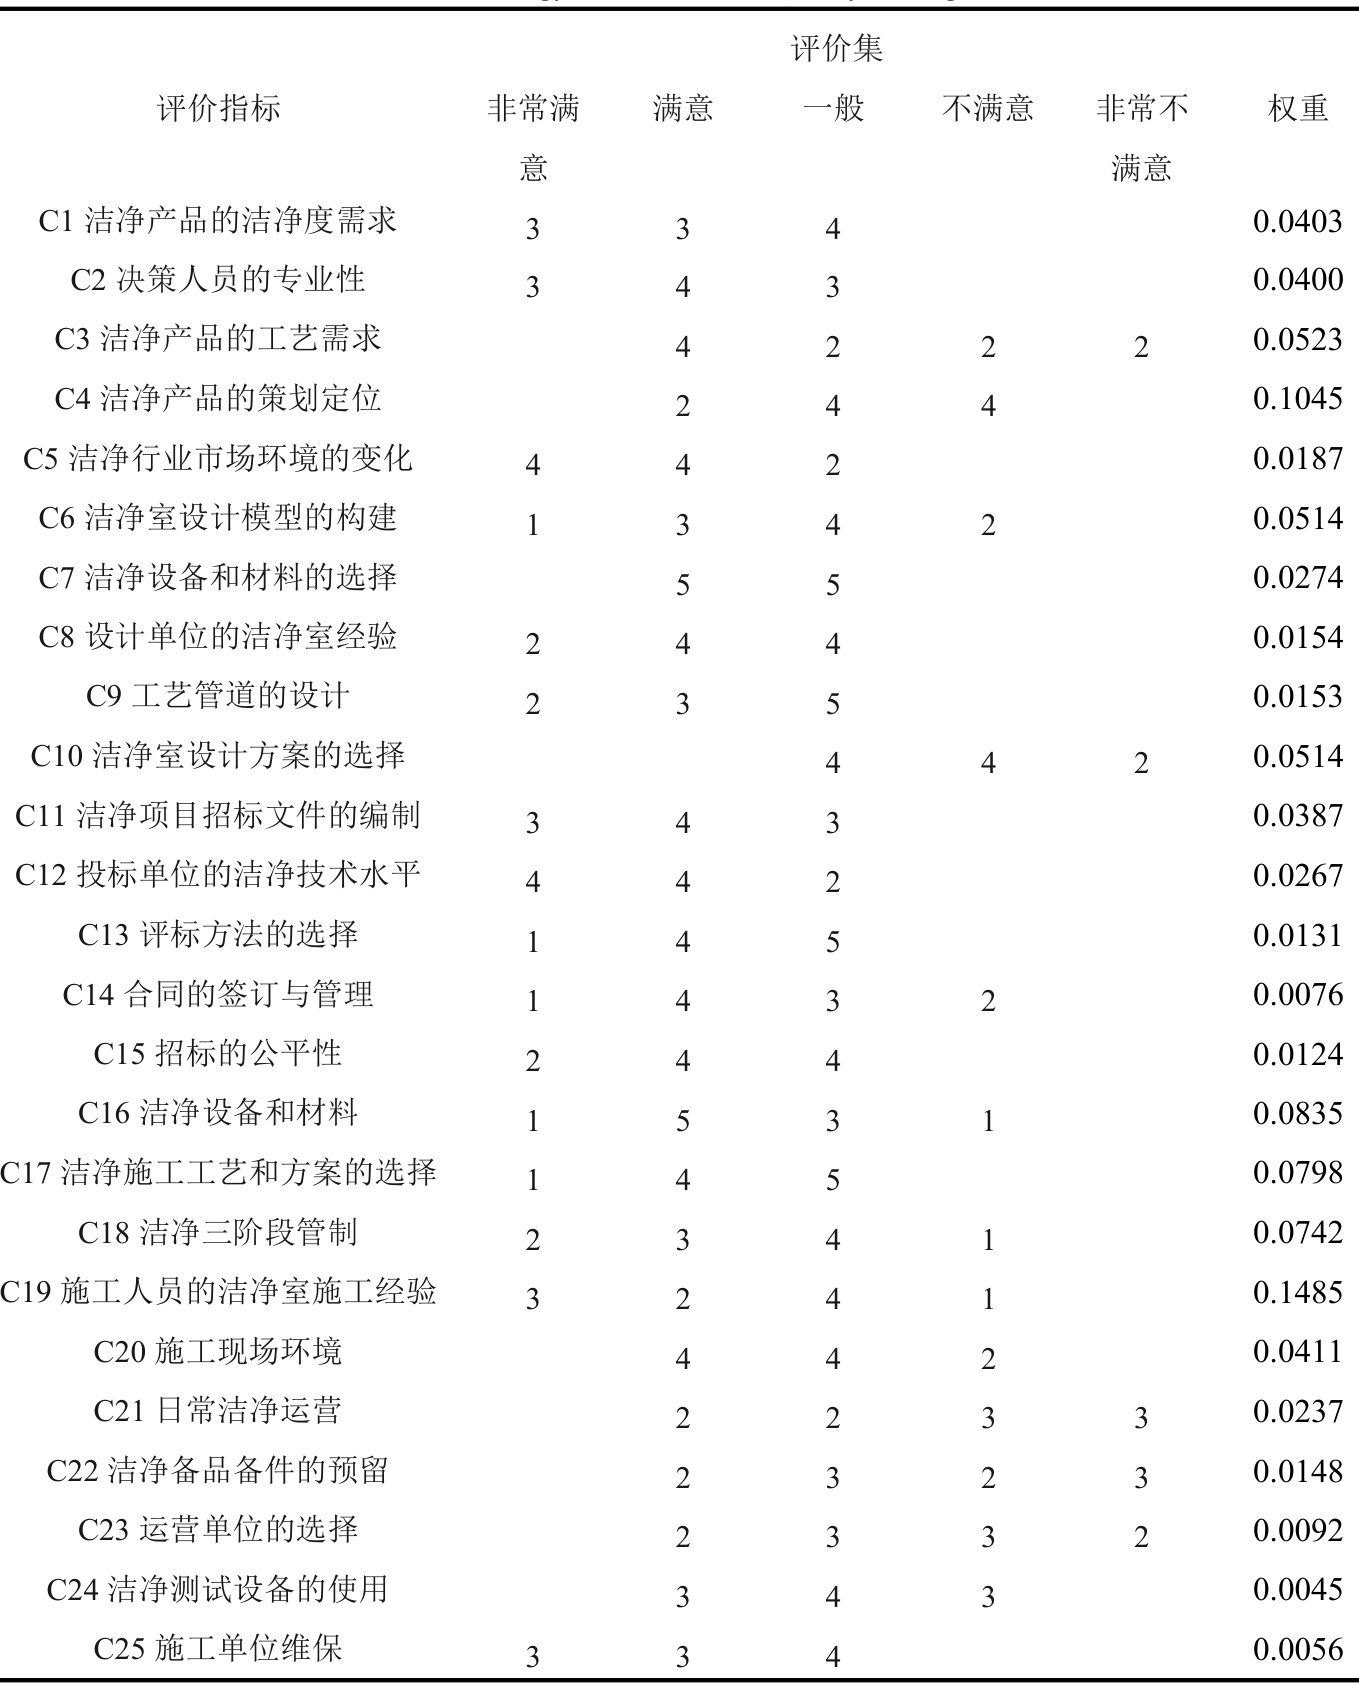 评价集
评价指标 非常满意 满意 一般 不满意 非常不满意 权重
C1 洁净产品的洁净度需求 3 3 4 0.0403
C2 决策人员的专业性 3 4 3 0.0400
C3 洁净产品的工艺需求 4 2 2 2 0.0523
C4 洁净产品的策划定位 2 4 4 0.1045
C5 洁净行业市场环境的变化 4 4 2 0.0187
C6 洁净室设计模型的构建 1 3 4 2 0.0514
C7 洁净设备和材料的选择 5 5 0.0274
C8 设计单位的洁净室经验 2 4 4 0.0154
C9 工艺管道的设计 2 3 5 0.0153
C10 洁净室设计方案的选择 4 4 2 0.0514
C11 洁净项目招标文件的编制 3 4 3 0.0387
C12 投标单位的洁净技术水平 4 4 2 0.0267
C13 评标方法的选择 1 4 5 0.0131
C14 合同的签订与管理 1 4 3 2 0.0076
C15 招标的公平性 2 4 4 0.0124
C16 洁净设备和材料 1 5 3 1 0.0835
C17 洁净施工工艺和方案的选择 1 4 5 0.0798
C18 洁净三阶段管制 2 3 4 1 0.0742
C19 施工人员的洁净室施工经验 3 2 4 1 0.1485
C20 施工现场环境 4 4 2 0.0411
C21 日常洁净运营 2 2 3 3 0.0237
C22 洁净备品备件的预留 2 3 2 3 0.0148
C23 运营单位的选择 2 3 3 2 0.0092
C24 洁净测试设备的使用 3 4 3 0.0045
C25 施工单位维保 3 3 4 0.0056